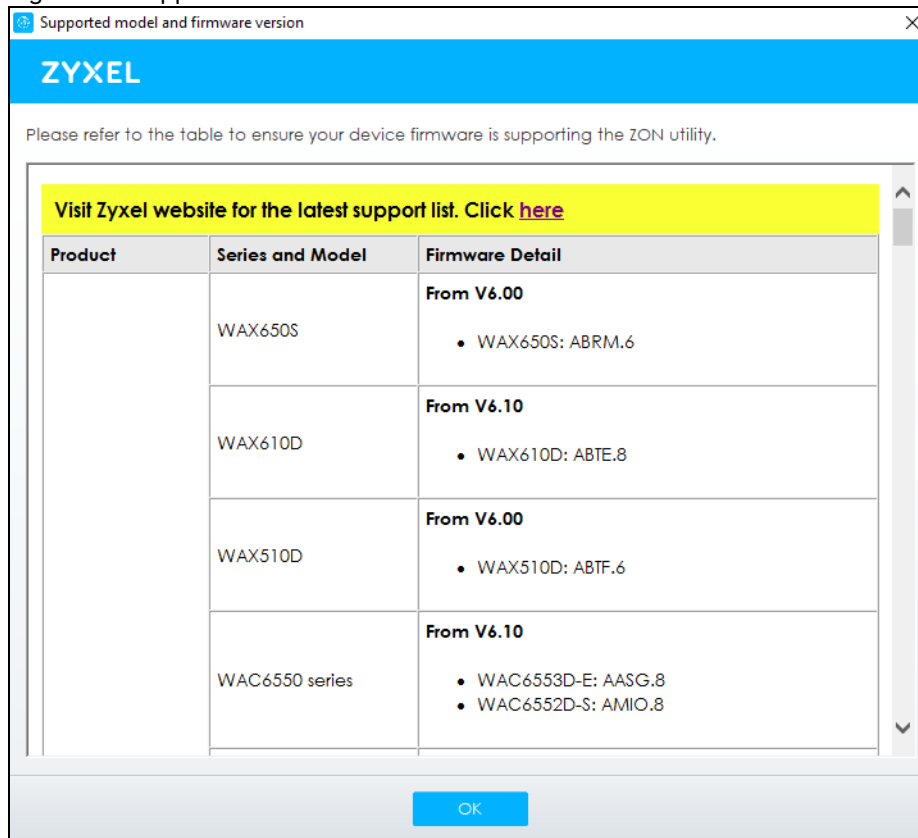 Supported model and firmware version
ZYXEL
Please refer to the table to ensure your device firmware is supporting the ZON utility.
Visit Zyxel website for the latest support list. Click here
Product Series and Model Firmware Detail
WAX650S
From V6.00
• WAX650S: ABRM.6
WAX610D
From V6.10
• WAX610D: ABTE.8
WAX510D
From V6.00
• WAX510D: ABTF.6
WAC6550 series
From V6.10
• WAC6553D-E: AASG.8
• WAC6552D-S: AMIO.8
OK